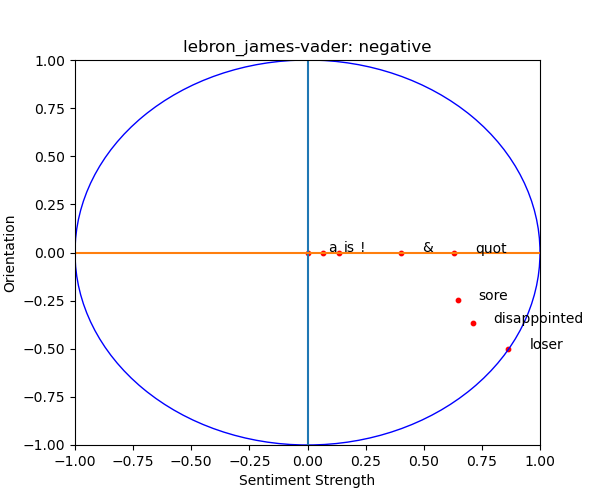 lebron_james-vader: negative
1.00
0.75
0.50
0.25
0.00
−0.25
−0.50
−0.75
−1.00
Orientation
a is ! & quot
sore
disappointed
loser
−1.00 −0.75 −0.50 −0.25 0.00 0.25 0.50 0.75 1.00
Sentiment Strength